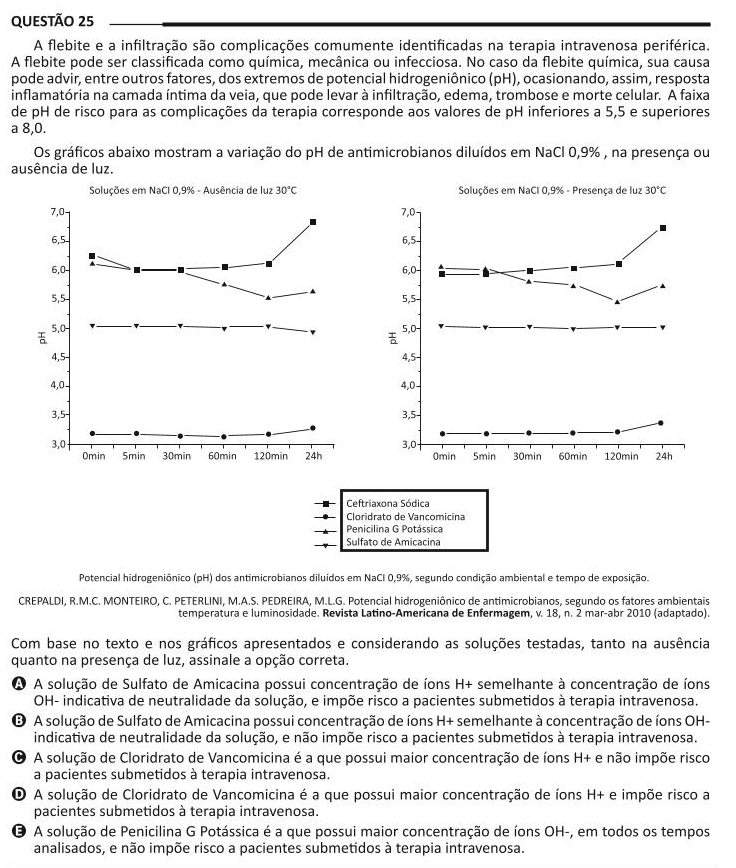 QUESTÃO 25
A flebite e a infiltração são complicações comumente identificadas na terapia intravenosa periférica.
A flebite pode ser classificada como química, mecânica ou infecciosa. No caso da flebite química, sua causa
pode advir, entre outros fatores, dos extremos de potencial hidrogeniônico (pH), ocasionando, assim, resposta
inflamatória na camada íntima da veia, que pode levar à infiltração, edema, trombose e morte celular. A faixa
de pH de risco para as complicações da terapia corresponde aos valores de pH inferiores a 5,5 e superiores
a 8,0.
Os gráficos abaixo mostram a variação do pH de antimicrobianos diluídos em NaCl 0,9% , na presença ou
ausência de luz.
Soluções em NaCl 0,9% - Ausência de luz 30°C
7,0
6,5
6,0
5,5
5,0
4,5
4,0
3,5
3,0
pH
0min 5min 30min 60min 120min 24h
Soluções em NaCl 0,9% - Presença de luz 30°C
7,0
6,5
6,0
5,5
5,0
4,5
4,0
3,5
3,0
pH
0min 5min 30min 60min 120min 24h
Ceftriaxona Sódica
Cloridrato de Vancomicina
Penicilina G Potássica
Sulfato de Amicacina
Potencial hidrogeniônico (pH) dos antimicrobianos diluídos em NaCl 0,9%, segundo condição ambiental e tempo de exposição.
CREPALDI, R.M.C. MONTEIRO, C. PETERLINI, M.A.S. PEDREIRA, M.L.G. Potencial hidrogeniônico de antimicrobianos, segundo os fatores ambientais
temperatura e luminosidade. Revista Latino-Americana de Enfermagem, v. 18, n. 2 mar-abr 2010 (adaptado).
Com base no texto e nos gráficos apresentados e considerando as soluções testadas, tanto na ausência
quanto na presença de luz, assinale a opção correta.
A A solução de Sulfato de Amicacina possui concentração de íons H+ semelhante à concentração de íons
OH- indicativa de neutralidade da solução, e impõe risco a pacientes submetidos à terapia intravenosa.
B A solução de Sulfato de Amicacina possui concentração de íons H+ semelhante à concentração de íons OH-
indicativa de neutralidade da solução, e não impõe risco a pacientes submetidos à terapia intravenosa.
C A solução de Cloridrato de Vancomicina é a que possui maior concentração de íons H+ e não impõe risco
a pacientes submetidos à terapia intravenosa.
D A solução de Cloridrato de Vancomicina é a que possui maior concentração de íons H+ e impõe risco a
pacientes submetidos à terapia intravenosa.
E A solução de Penicilina G Potássica é a que possui maior concentração de íons OH-, em todos os tempos
analisados, e não impõe risco a pacientes submetidos à terapia intravenosa.